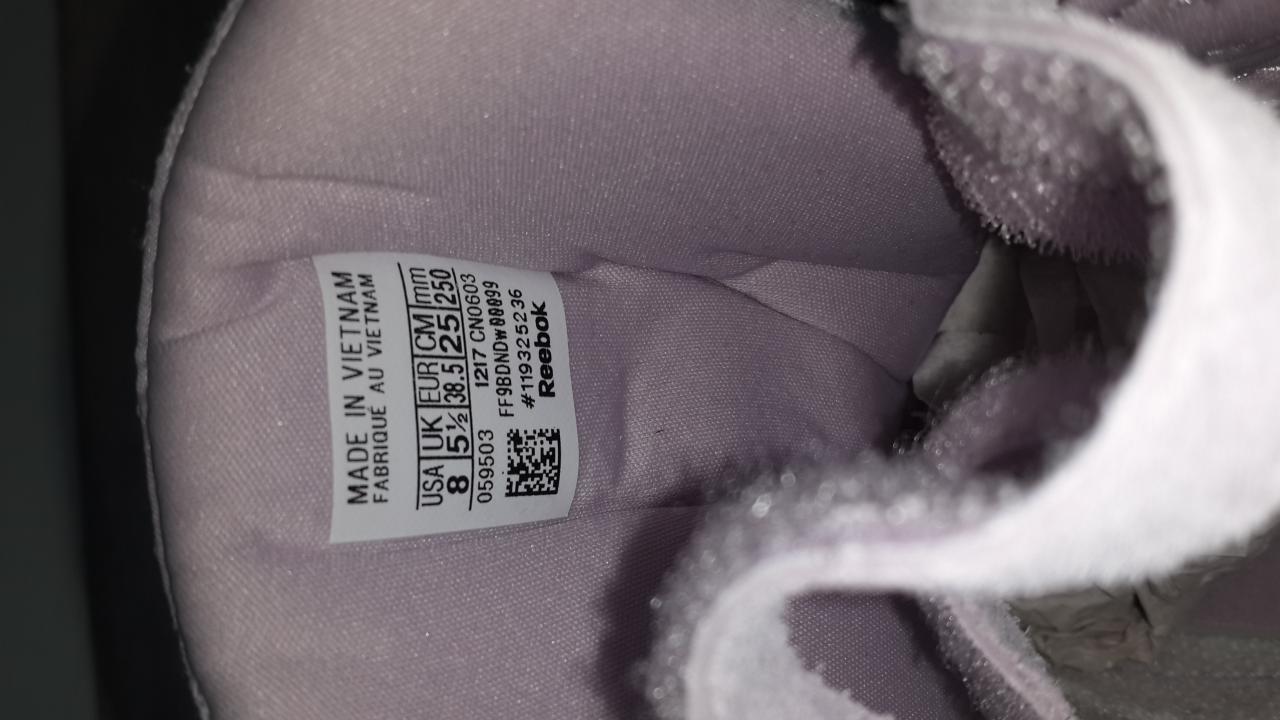 MADE IN VIETNAM
FABRIQUÉ AU VIETNAM
USA UK EUR CM mm
8 5½ 38.5 25 250
059503 1217 CN0603
FF9BDNDW00099
#119325236
Reebok